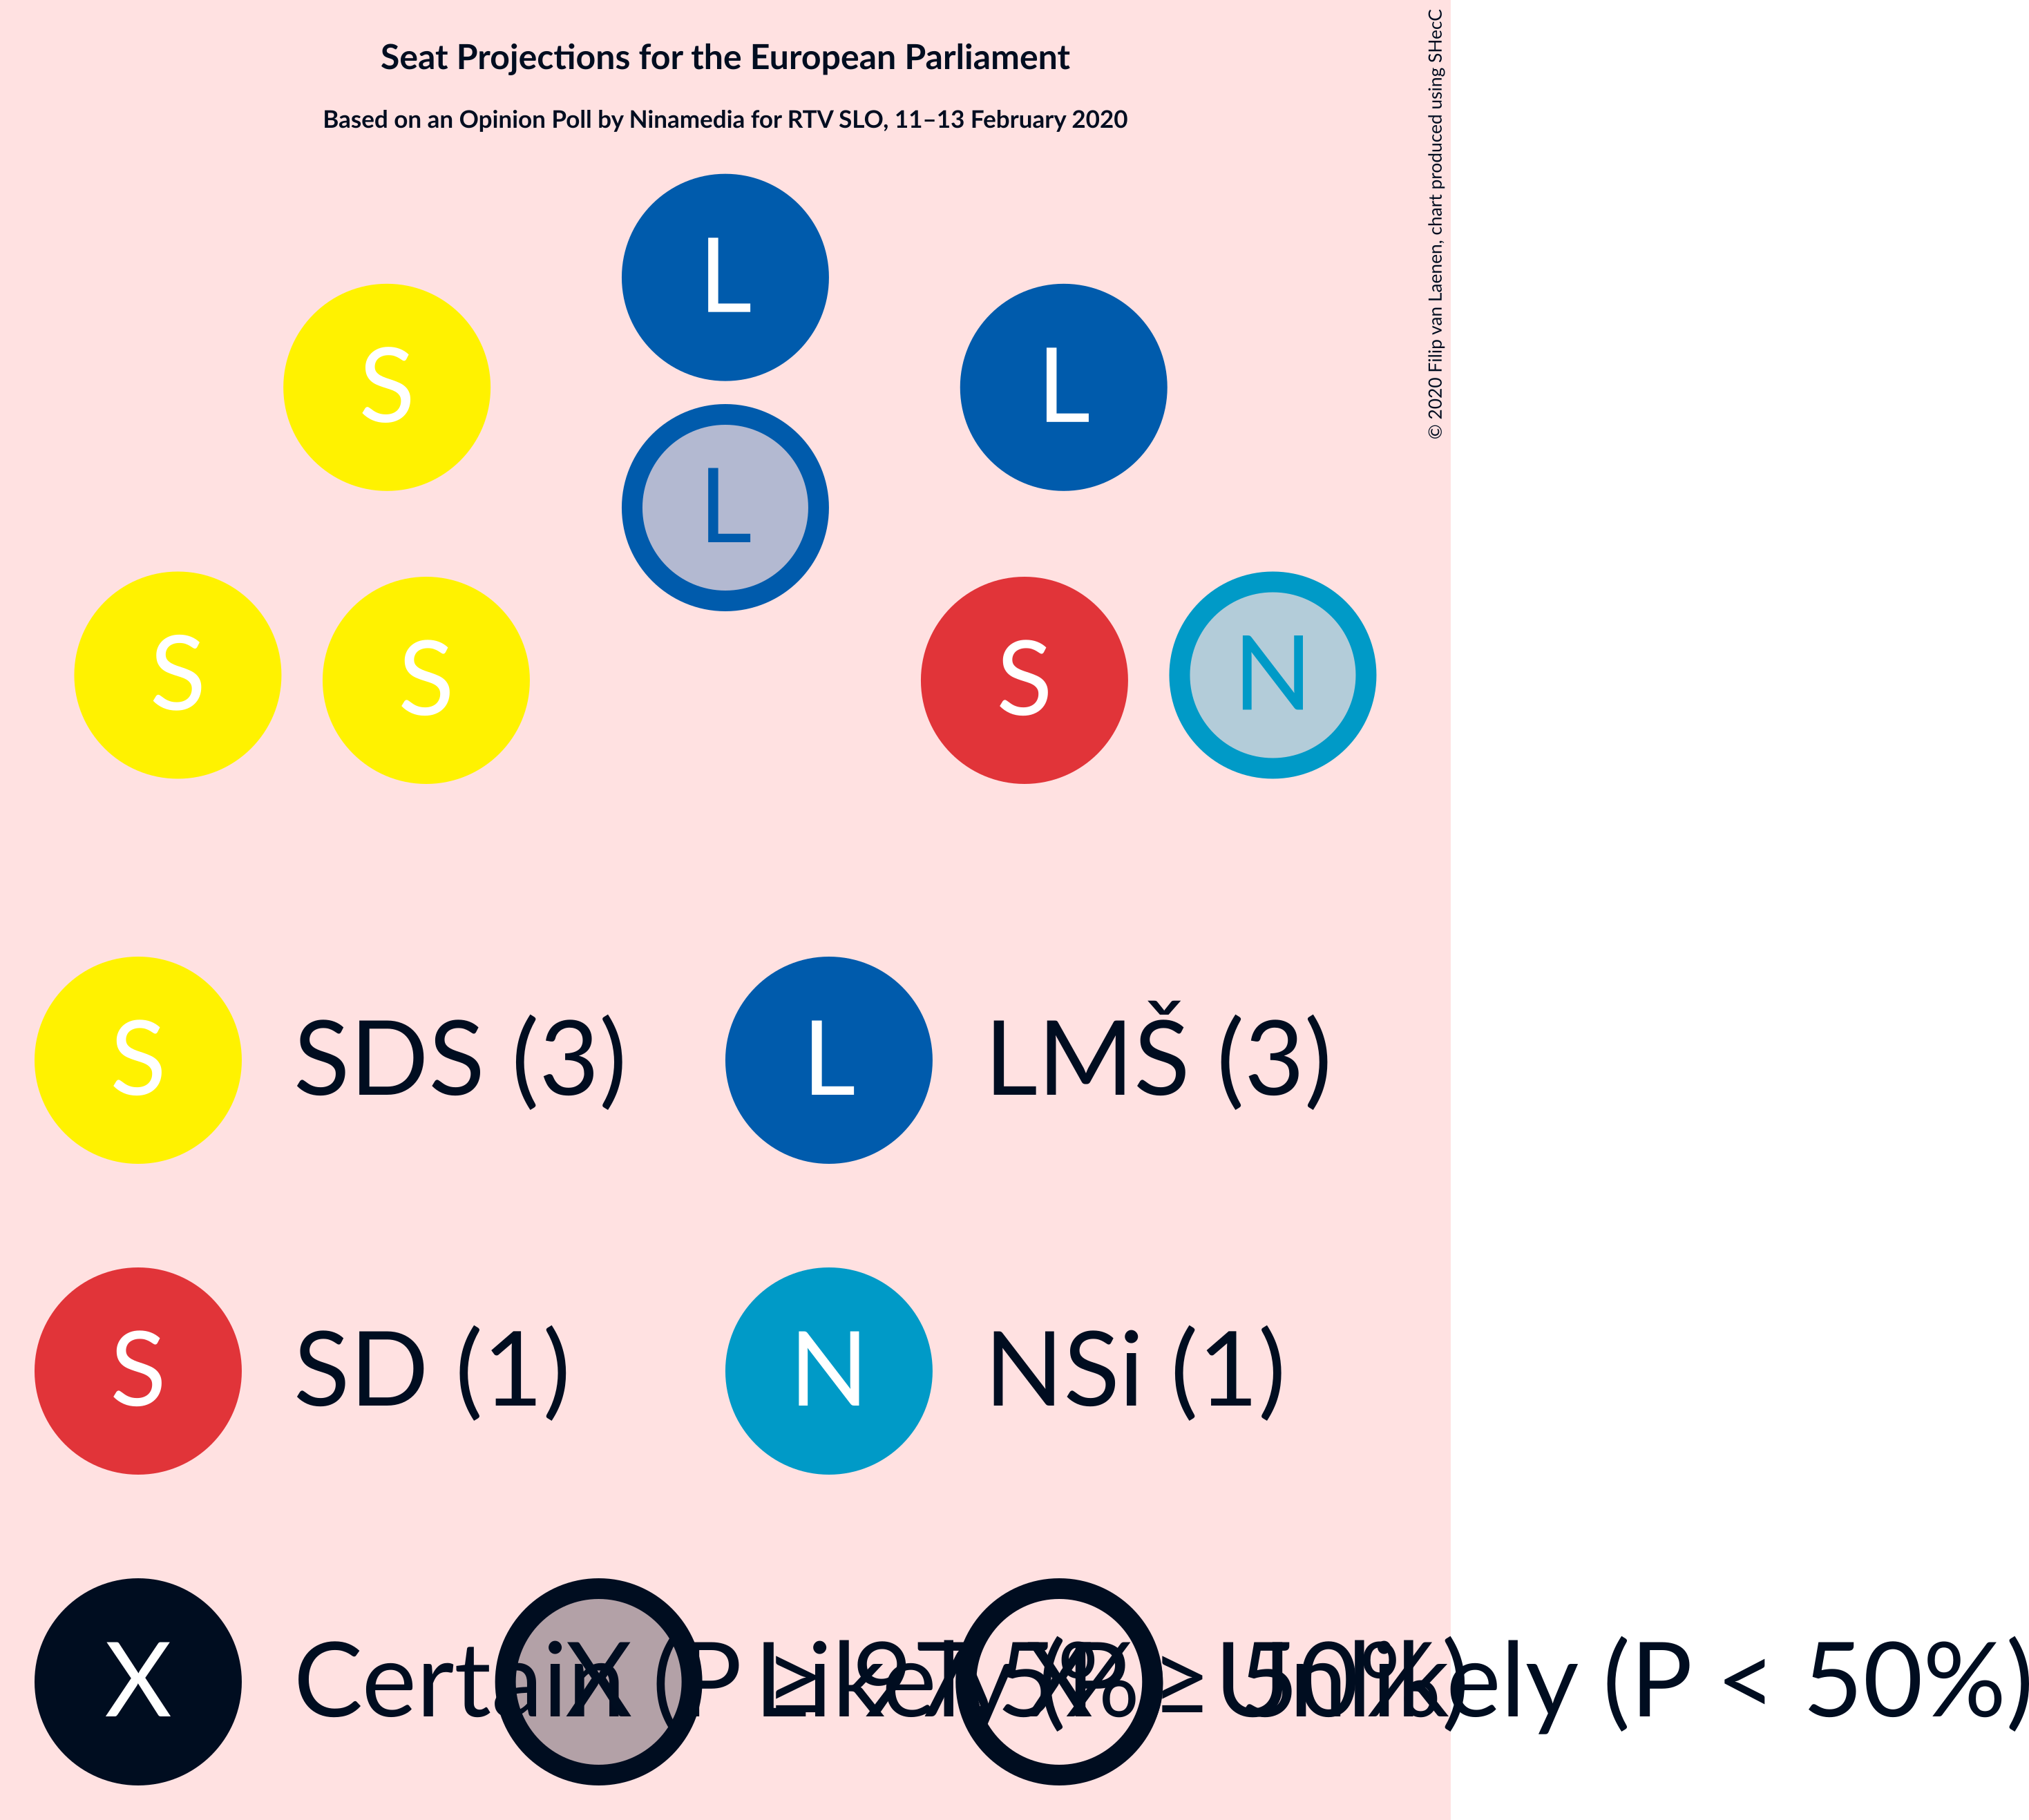 Seat Projections for the European Parliament
Based on an Opinion Poll by Ninamedia for RTV SLO, 11–13 February 2020
© 2020 Filip van Laenen, chart produced using SHecC
L
S
L
L
S
S
S
N
S SDS (3)
L LMŠ (3)
S SD (1)
N NSi (1)
X Certain (P ≥ 97.5%)
X Likely (P ≥ 50%)
X Unlikely (P < 50%)